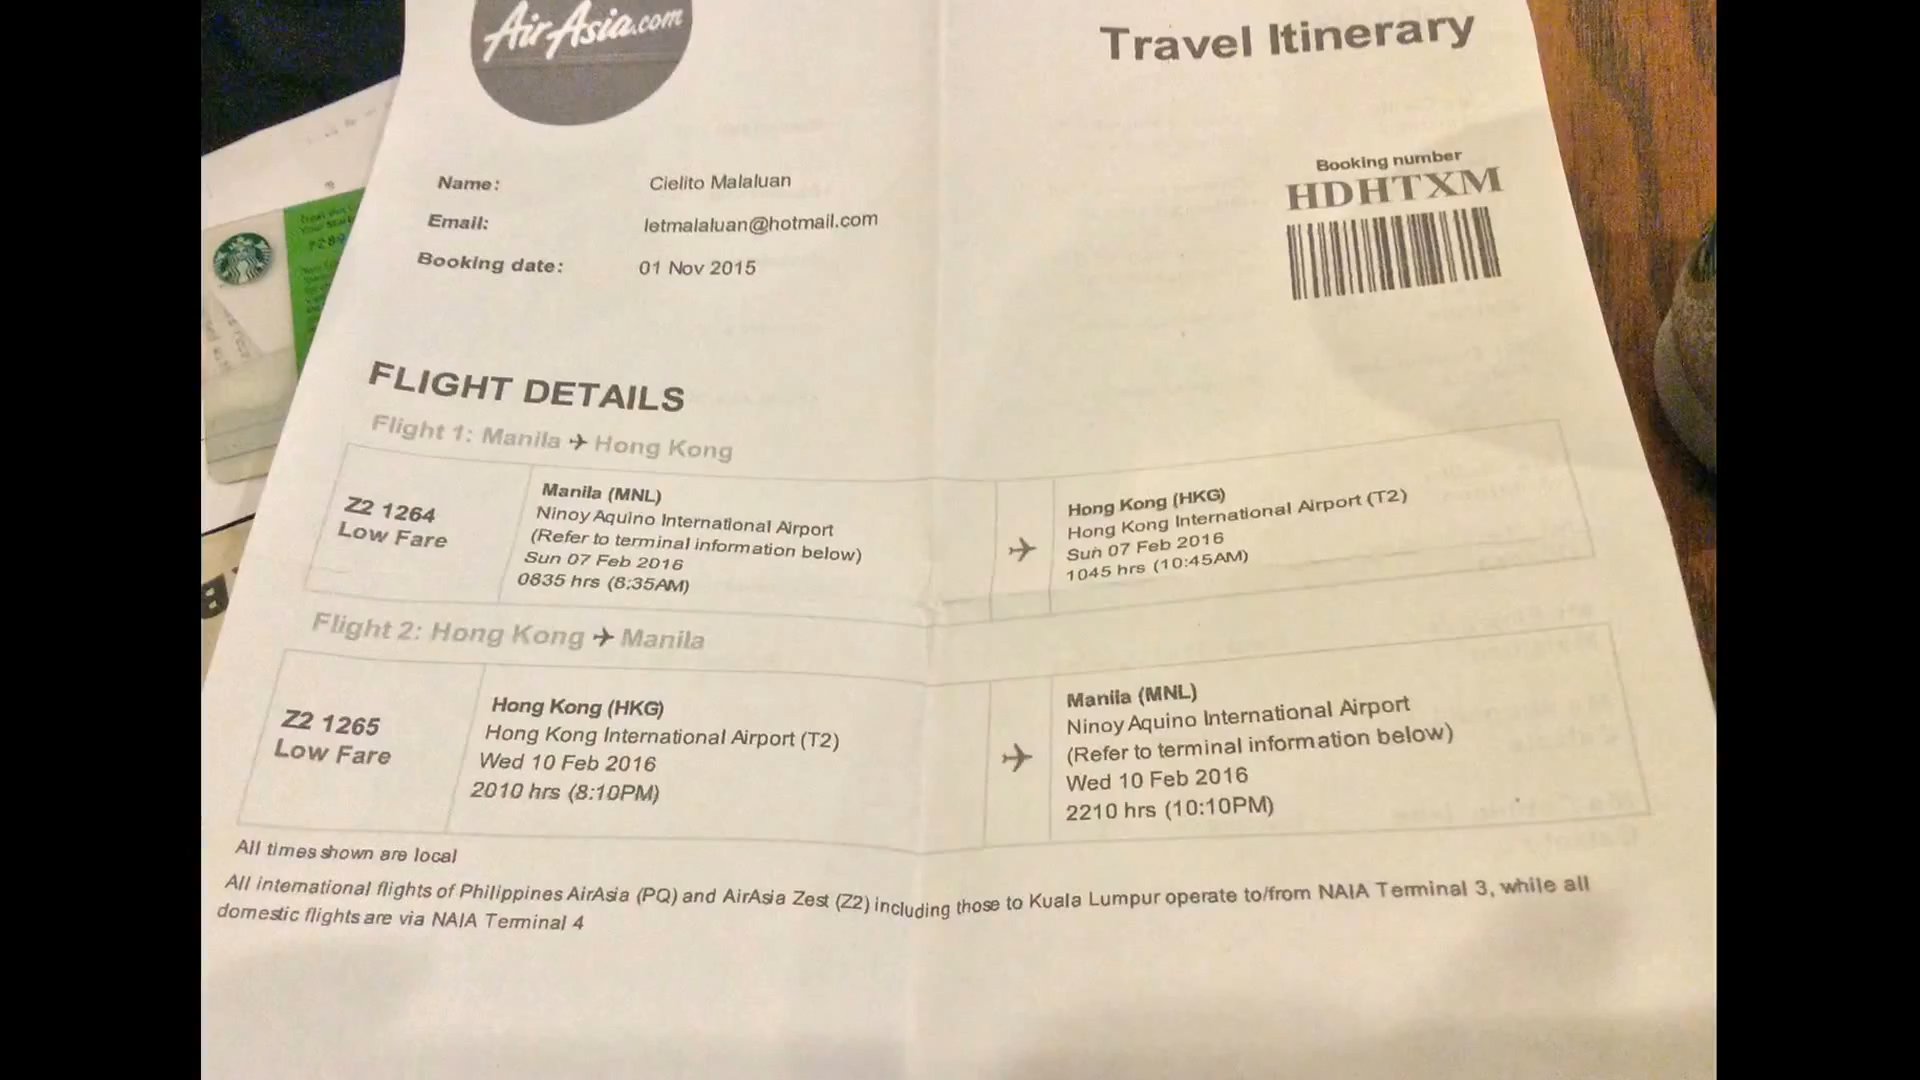 AirAsia.com
Travel Itinerary
Booking number
HDHTXM
Name: Cielito Malaluan
Email: letmalaluan@hotmail.com
Booking date: 01 Nov 2015
FLIGHT DETAILS
Flight 1: Manila ✈ Hong Kong
Z2 1264
Low Fare
Manila (MNL)
Ninoy Aquino International Airport
(Refer to terminal information below)
Sun 07 Feb 2016
0835 hrs (8:35AM)
Hong Kong (HKG)
Hong Kong International Airport (T2)
Sun 07 Feb 2016
1045 hrs (10:45AM)
Flight 2: Hong Kong ✈ Manila
Z2 1265
Low Fare
Hong Kong (HKG)
Hong Kong International Airport (T2)
Wed 10 Feb 2016
2010 hrs (8:10PM)
Manila (MNL)
Ninoy Aquino International Airport
(Refer to terminal information below)
Wed 10 Feb 2016
2210 hrs (10:10PM)
All times shown are local
All international flights of Philippines AirAsia (PQ) and AirAsia Zest (Z2) including those to Kuala Lumpur operate to/from NAIA Terminal 3, while all
domestic flights are via NAIA Terminal 4